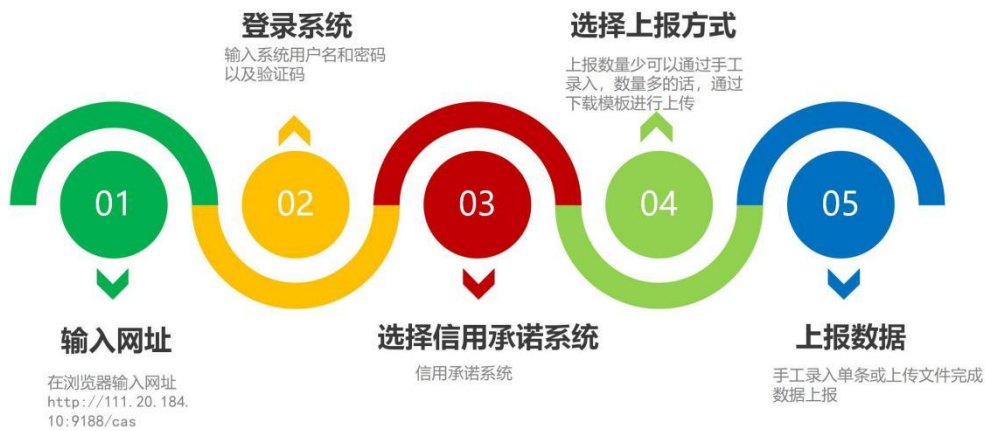 01
输入网址
在浏览器输入网址
http://111.20.184.
10:9188/cas
登录系统
输入系统用户名和密码
以及验证码
02
03
选择信用承诺系统
信用承诺系统
选择上报方式
上报数量少可以通过手工
录入，数量多的话，通过
下载模板进行上传
04
05
上报数据
手工录入单条或上传文件完成
数据上报